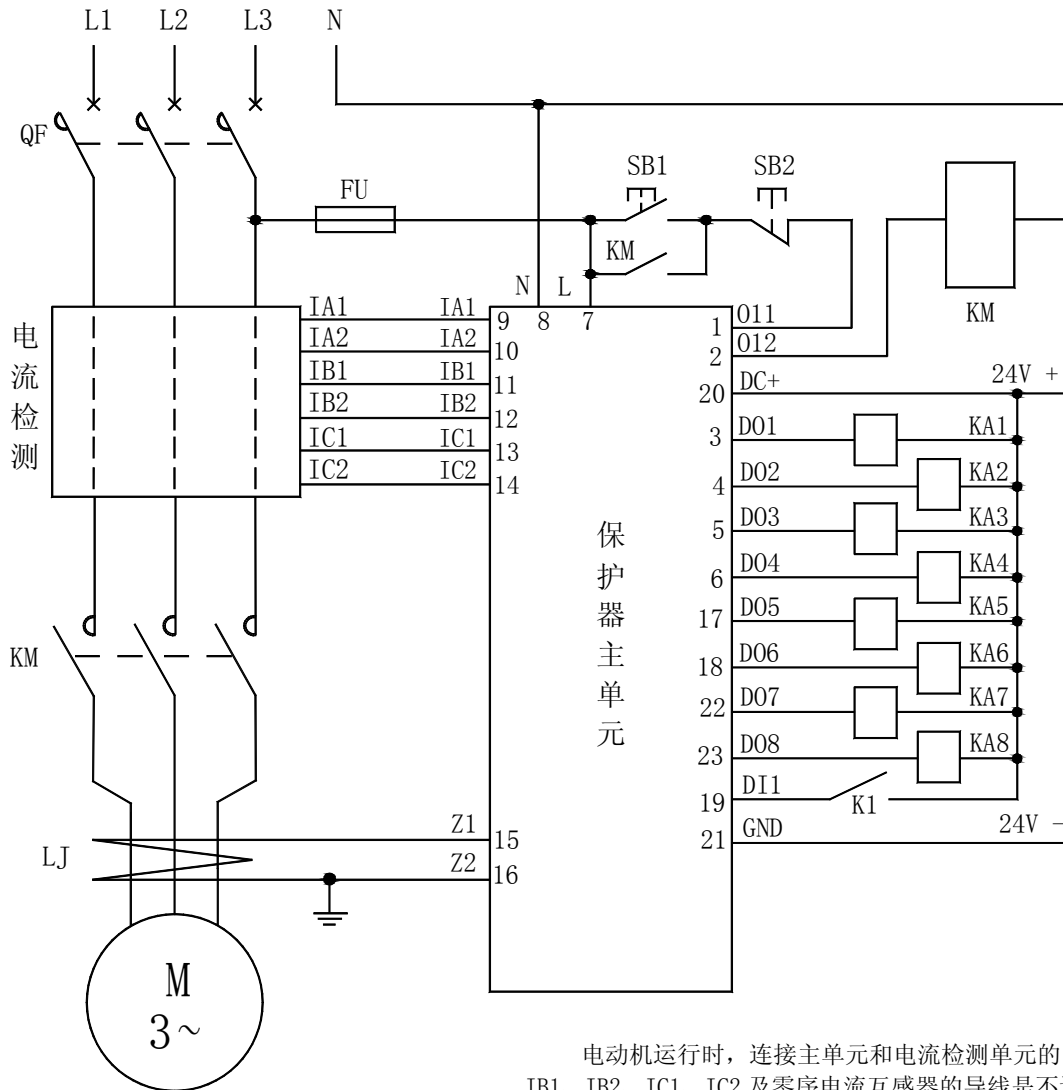 L1 L2 L3 N
QF
FU
SB1 SB2
KM
KM
N L
9 8 7
电流检测
IA1 IA1
IA2 IA2 10
IB1 IB1 11
IB2 IB2 12
IC1 IC1 13
IC2 IC2 14
1 O11
2 O12
20 DC+ 24V +
3 DO1 KA1
4 DO2 KA2
5 DO3 KA3
6 DO4 KA4
17 DO5 KA5
18 DO6 KA6
22 DO7 KA7
23 DO8 KA8
19 DI1 K1
21 GND 24V -
保护器主单元
KM
Z1 15
LJ
Z2 16
M
3~
电动机运行时，连接主单元和电流检测单元的
IB1、IB2、IC1、IC2及零序电流互感器的导线是不